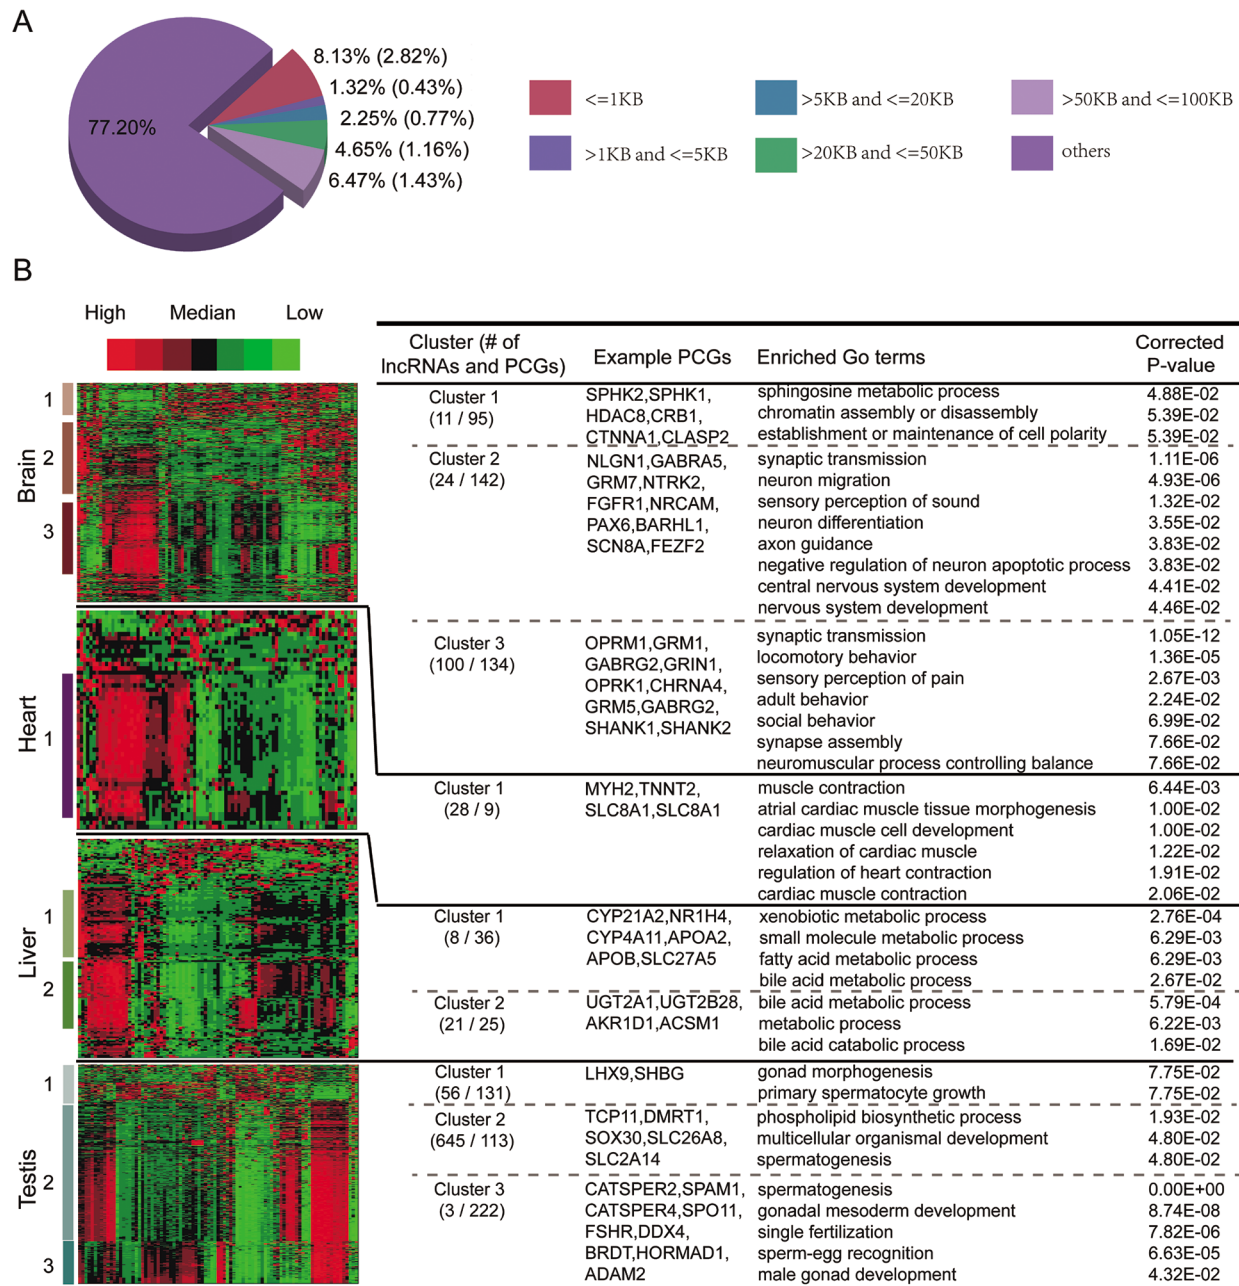 A
8.13% (2.82%)
1.32% (0.43%)
2.25% (0.77%)
4.65% (1.16%)
6.47% (1.43%)
77.20%
<=1KB
>5KB and <=20KB
>50KB and <=100KB
>1KB and <=5KB
>20KB and <=50KB
others
B
High Median Low
Cluster (# of lncRNAs and PCGs) Example PCGs Enriched Go terms Corrected P-value
Brain
1
2
3
Cluster 1 SPHK2,SPHK1, sphingosine metabolic process 4.88E-02
(11 / 95) HDAC8,CRB1, chromatin assembly or disassembly 5.39E-02
CTNNA1,CLASP2 establishment or maintenance of cell polarity 5.39E-02
Cluster 2 NLGN1,GABRA5, synaptic transmission 1.11E-06
(24 / 142) GRM7,NTRK2, neuron migration 4.93E-06
FGFR1,NRCAM, sensory perception of sound 1.32E-02
PAX6,BARHL1, neuron differentiation 3.55E-02
SCN8A,FEZF2 axon guidance 3.83E-02
negative regulation of neuron apoptotic process 3.83E-02
central nervous system development 4.41E-02
nervous system development 4.46E-02
Cluster 3 OPRM1,GRM1, synaptic transmission 1.05E-12
(100 / 134) GABRG2,GRIN1, locomotory behavior 1.36E-05
OPRK1,CHRNA4, sensory perception of pain 2.67E-03
GRM5,GABRG2, adult behavior 2.24E-02
SHANK1,SHANK2 social behavior 6.99E-02
synapse assembly 7.66E-02
neuromuscular process controlling balance 7.66E-02
Heart
1
Cluster 1 MYH2,TNNT2, muscle contraction 6.44E-03
(28 / 9) SLC8A1,SLC8A1 atrial cardiac muscle tissue morphogenesis 1.00E-02
cardiac muscle cell development 1.00E-02
relaxation of cardiac muscle 1.22E-02
regulation of heart contraction 1.91E-02
cardiac muscle contraction 2.06E-02
Liver
1
2
Cluster 1 CYP21A2,NR1H4, xenobiotic metabolic process 2.76E-04
(8 / 36) CYP4A11,APOA2, small molecule metabolic process 6.29E-03
APOB,SLC27A5 fatty acid metabolic process 6.29E-03
bile acid metabolic process 2.67E-02
Cluster 2 UGT2A1,UGT2B28, bile acid metabolic process 5.79E-04
(21 / 25) AKR1D1,ACSM1 metabolic process 6.22E-03
bile acid catabolic process 1.69E-02
Testis
1
2
3
Cluster 1 LHX9,SHBG gonad morphogenesis 7.75E-02
(56 / 131) primary spermatocyte growth 7.75E-02
Cluster 2 TCP11,DMRT1, phospholipid biosynthetic process 1.93E-02
(645 / 113) SOX30,SLC26A8, multicellular organismal development 4.80E-02
SLC2A14 spermatogenesis 4.80E-02
Cluster 3 CATSPER2,SPAM1, spermatogenesis 0.00E+00
(3 / 222) CATSPER4,SPO11, gonadal mesoderm development 8.74E-08
FSHR,DDX4, single fertilization 7.82E-06
BRDT,HORMAD1, sperm-egg recognition 6.63E-05
ADAM2 male gonad development 4.32E-02